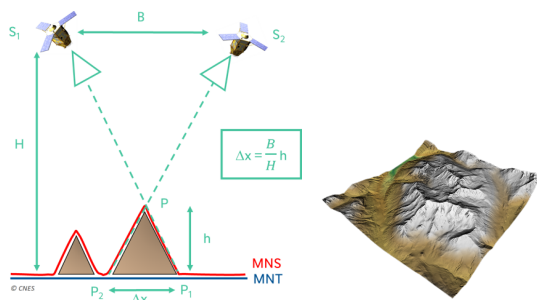 B
S₁
S₂
H
Δx = B/H h
P
h
MNS
MNT
© CNES
P₂
Δx
P₁